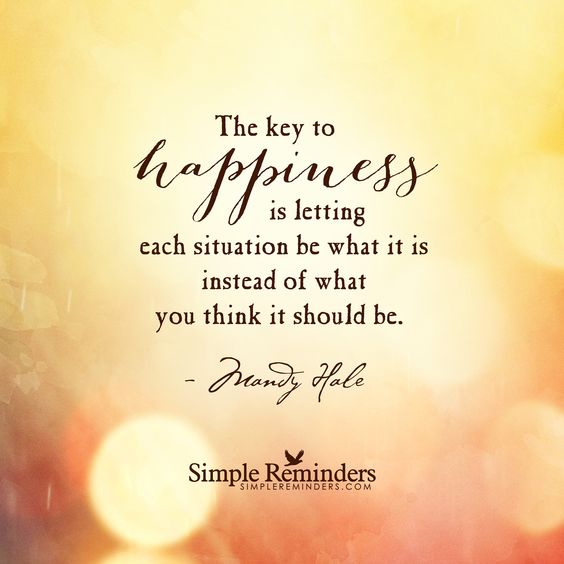 The key to
happiness
is letting
each situation be what it is
instead of what
you think it should be.
- Mandy Hale
Simple Reminders
SIMPLEREMINDERS.COM